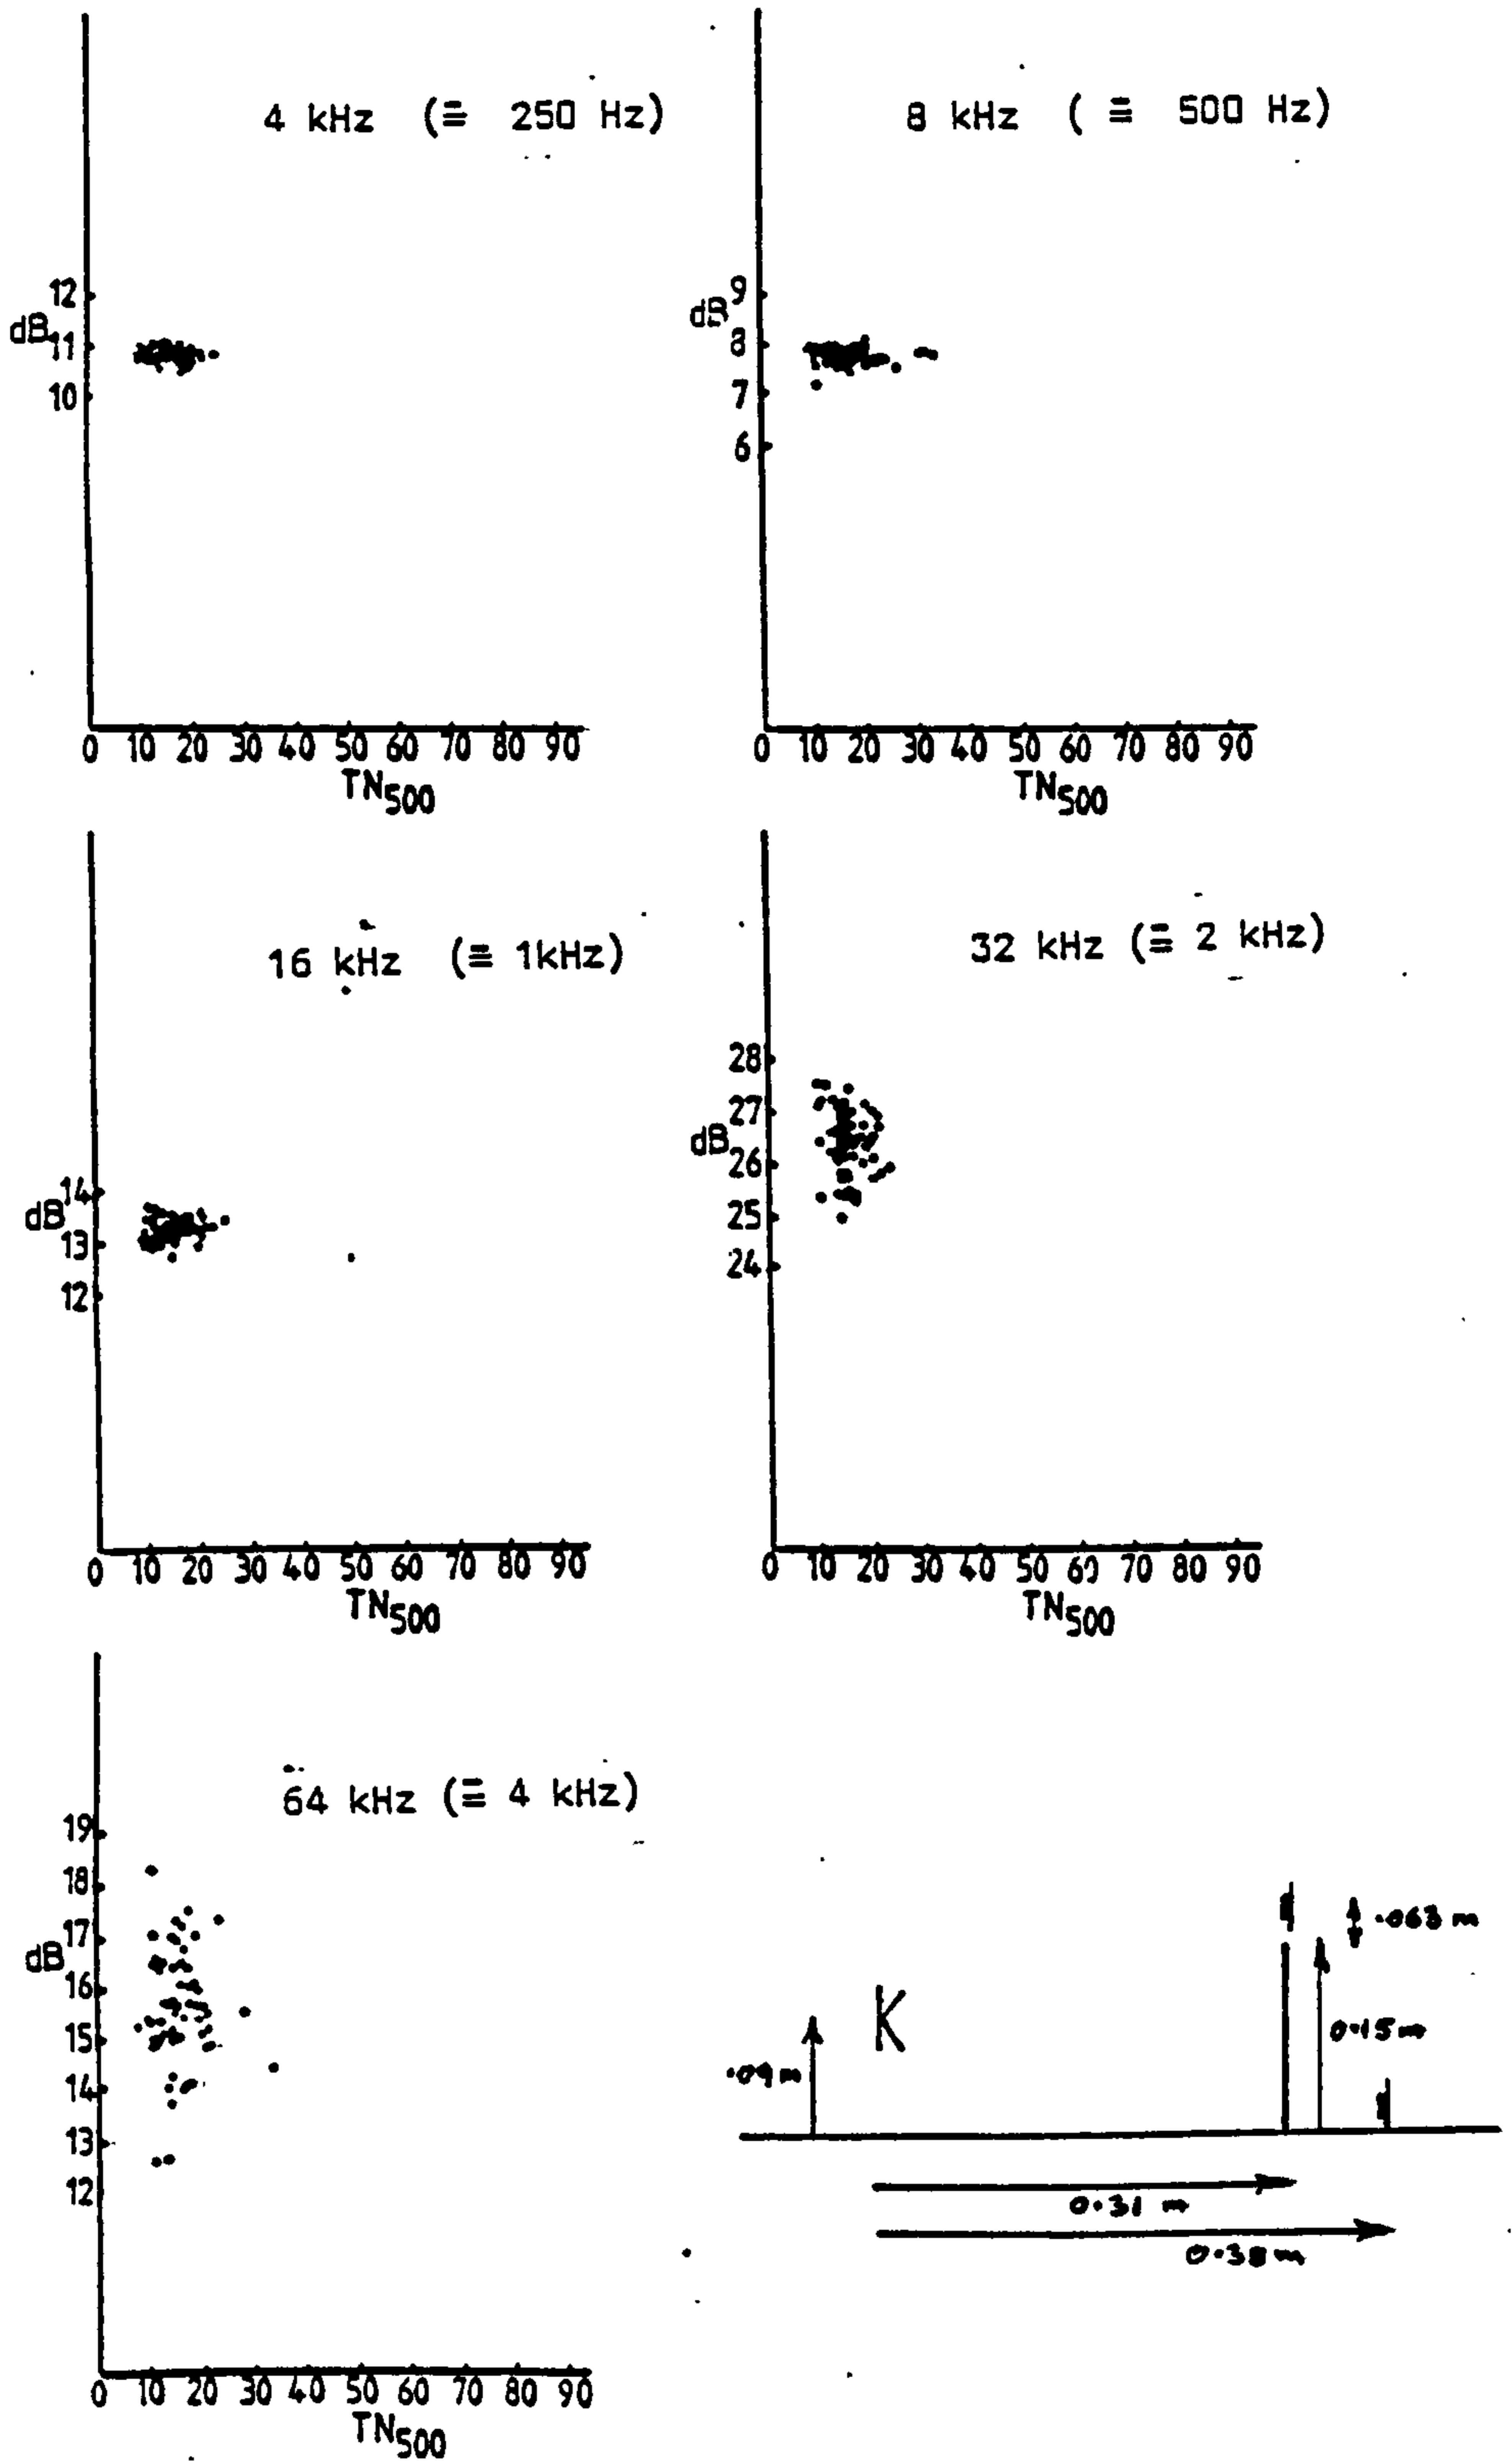 4 kHz (≡ 250 Hz)
12
dB 11
10
0 10 20 30 40 50 60 70 80 90
TN500
8 kHz ( ≡ 500 Hz)
9
dB
8
7
6
0 10 20 30 40 50 60 70 80 90
TN500
16 kHz (≡ 1kHz)
14
dB
13
12
0 10 20 30 40 50 60 70 80 90
TN500
32 kHz (≡ 2 kHz)
28
27
dB
26
25
24
0 10 20 30 40 50 60 70 80 90
TN500
64 kHz (≡ 4 kHz)
19
18
17
dB
16
15
14
13
12
0 10 20 30 40 50 60 70 80 90
TN500
K
.063 m
0.15 m
.09 m
0.31 m
0.38 m